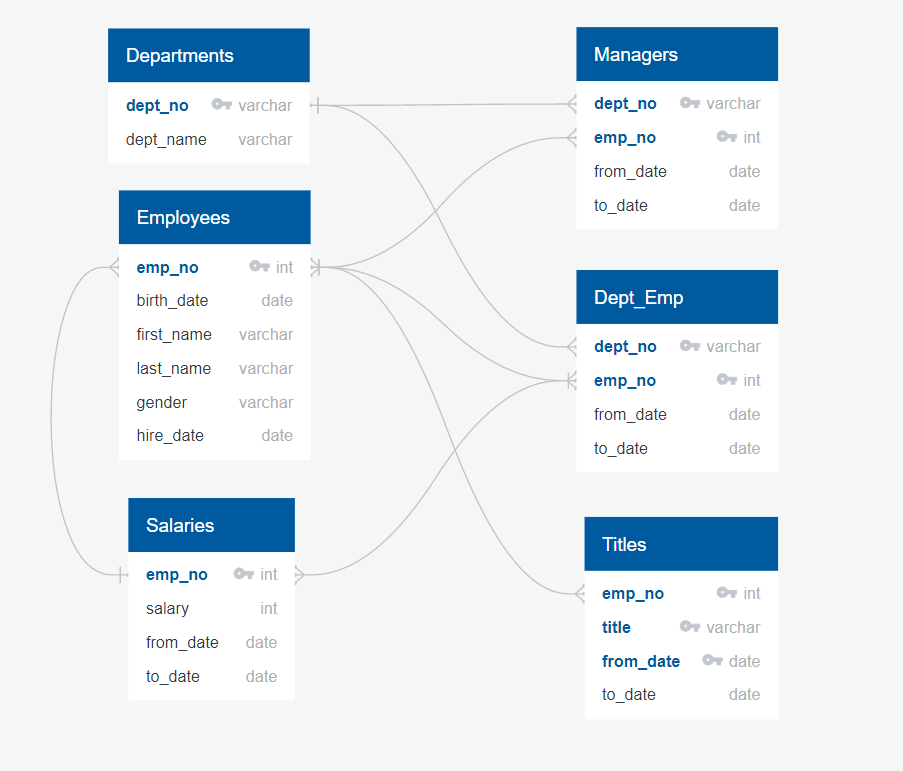 Departments
dept_no varchar
dept_name varchar
Employees
emp_no int
birth_date date
first_name varchar
last_name varchar
gender varchar
hire_date date
Salaries
emp_no int
salary int
from_date date
to_date date
Managers
dept_no varchar
emp_no int
from_date date
to_date date
Dept_Emp
dept_no varchar
emp_no int
from_date date
to_date date
Titles
emp_no int
title varchar
from_date date
to_date date